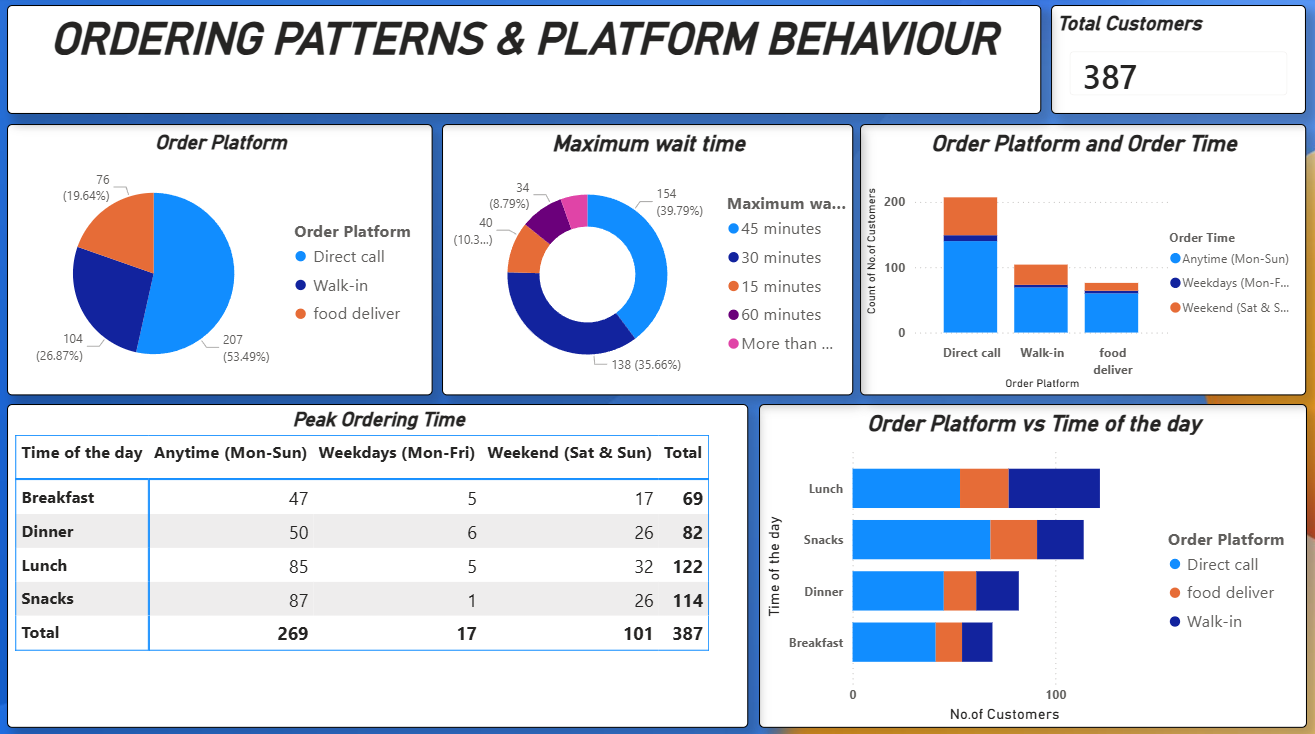 ORDERING PATTERNS & PLATFORM BEHAVIOUR
Total Customers
387
Order Platform
76
(19.64%)
104
(26.87%)
207
(53.49%)
Order Platform
Direct call
Walk-in
food deliver
Maximum wait time
34
(8.79%)
40
(10.3...)
154
(39.79%)
138 (35.66%)
Maximum wa...
45 minutes
30 minutes
15 minutes
60 minutes
More than ...
Order Platform and Order Time
Count of No.of Customers
200
100
0
Direct call
Walk-in
food
deliver
Order Platform
Order Time
Anytime (Mon-Sun)
Weekdays (Mon-F...
Weekend (Sat & S...
Peak Ordering Time
Time of the day Anytime (Mon-Sun) Weekdays (Mon-Fri) Weekend (Sat & Sun) Total
Breakfast 47 5 17 69
Dinner 50 6 26 82
Lunch 85 5 32 122
Snacks 87 1 26 114
Total 269 17 101 387
Order Platform vs Time of the day
Time of the day
Lunch
Snacks
Dinner
Breakfast
0 100
No.of Customers
Order Platform
Direct call
food deliver
Walk-in